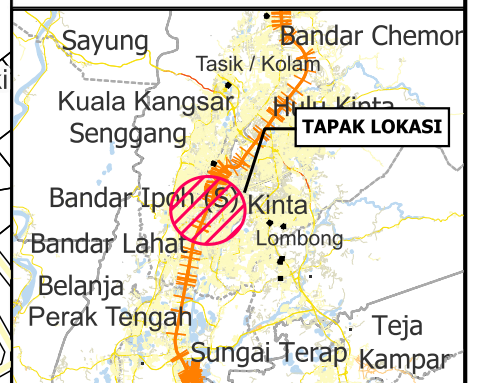 Sayung
Bandar Chemor
Tasik / Kolam
Kuala Kangsar
Hulu Kinta
TAPAK LOKASI
Senggang
Bandar Ipoh (S)
Kinta
Bandar Lahat
Lombong
Belanja
Perak Tengah
Teja
Sungai Terap
Kampar